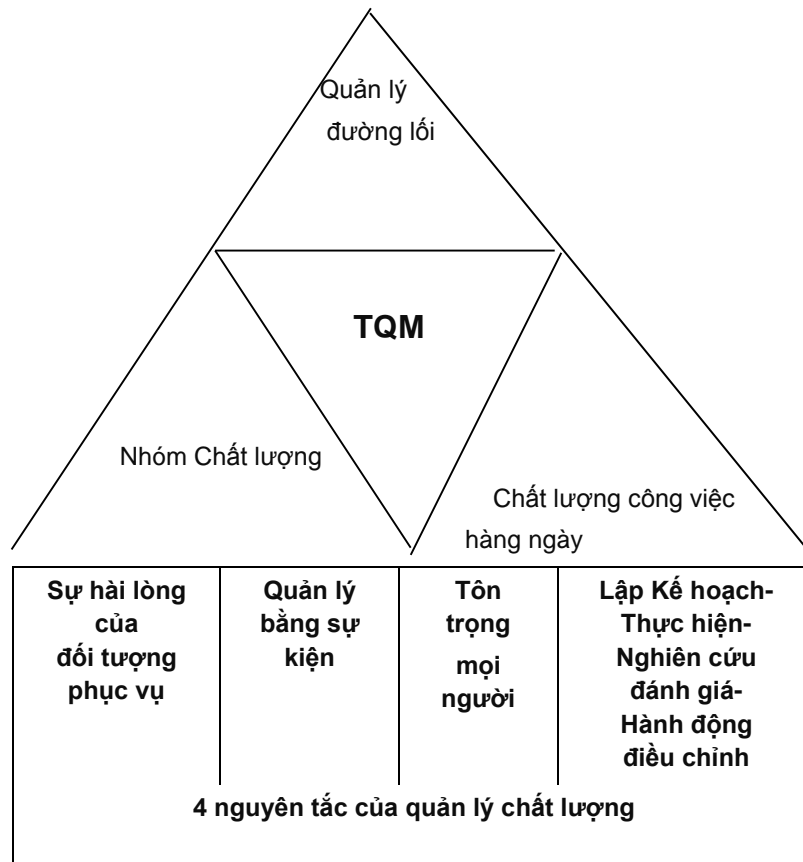 Quản lý
đường lối
TQM
Nhóm Chất lượng
Chất lượng công việc
hàng ngày
Sự hài lòng
của
đối tượng
phục vụ
Quản lý
bằng sự
kiện
Tôn
trọng
mọi
người
Lập Kế hoạch-
Thực hiện-
Nghiên cứu
đánh giá-
Hành động
điều chỉnh
4 nguyên tắc của quản lý chất lượng